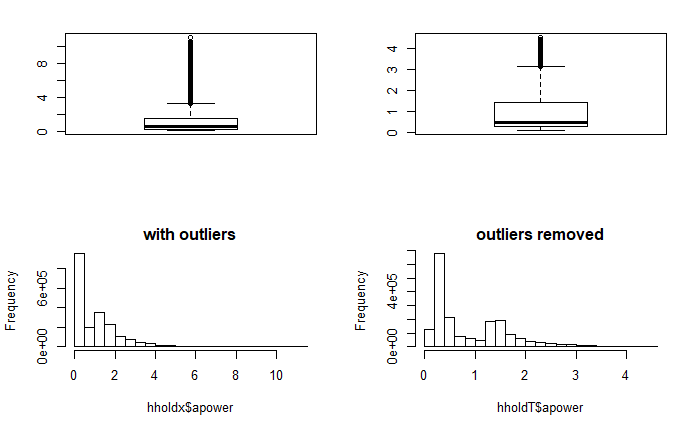 8
4
0
4
3
2
1
0
with outliers
outliers removed
Frequency
6e+05
0e+00
0 2 4 6 8 10
hholdx$apower
Frequency
4e+05
0e+00
0 1 2 3 4
hholdT$apower